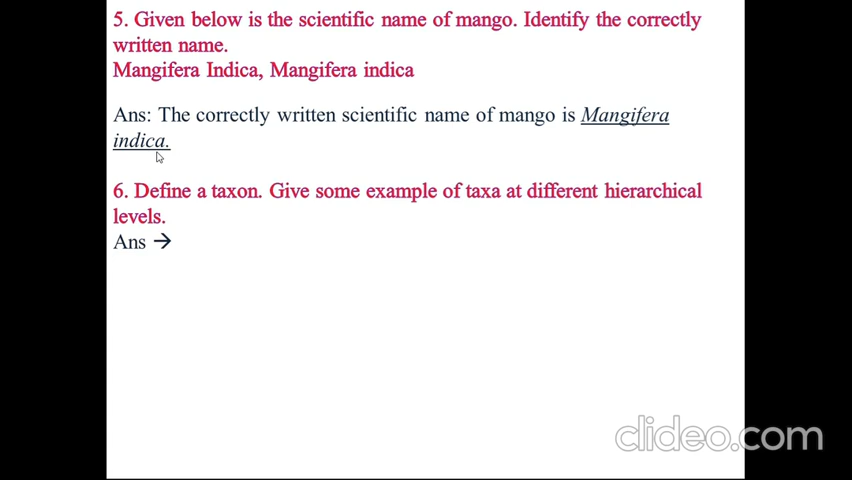 5. Given below is the scientific name of mango. Identify the correctly
written name.
Mangifera Indica, Mangifera indica
Ans: The correctly written scientific name of mango is Mangifera
indica.
6. Define a taxon. Give some example of taxa at different hierarchical
levels.
Ans →
clideo.com